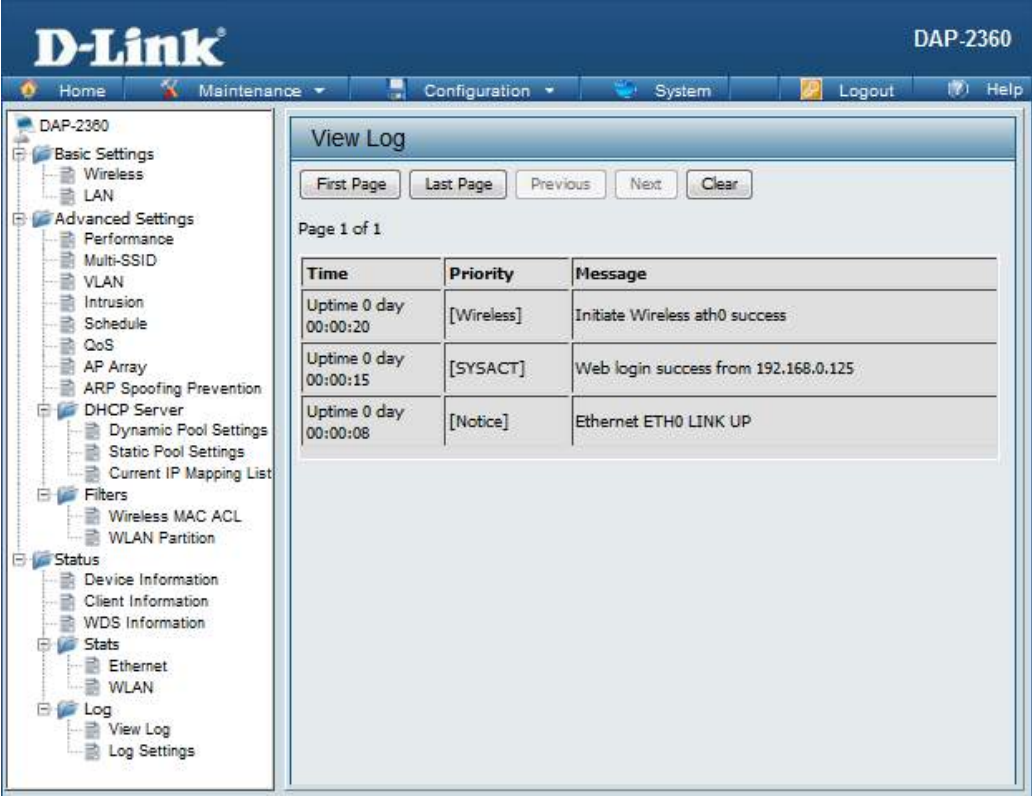 D-Link
DAP-2360
Home Maintenance Configuration System Logout Help
DAP-2360
Basic Settings
Wireless
LAN
Advanced Settings
Performance
Multi-SSID
VLAN
Intrusion
Schedule
QoS
AP Array
ARP Spoofing Prevention
DHCP Server
Dynamic Pool Settings
Static Pool Settings
Current IP Mapping List
Filters
Wireless MAC ACL
WLAN Partition
Status
Device Information
Client Information
WDS Information
Stats
Ethernet
WLAN
Log
View Log
Log Settings
View Log
First Page Last Page Previous Next Clear
Page 1 of 1
Time Priority Message
Uptime 0 day
00:00:20 [Wireless] Initiate Wireless ath0 success
Uptime 0 day
00:00:15 [SYSACT] Web login success from 192.168.0.125
Uptime 0 day
00:00:08 [Notice] Ethernet ETH0 LINK UP